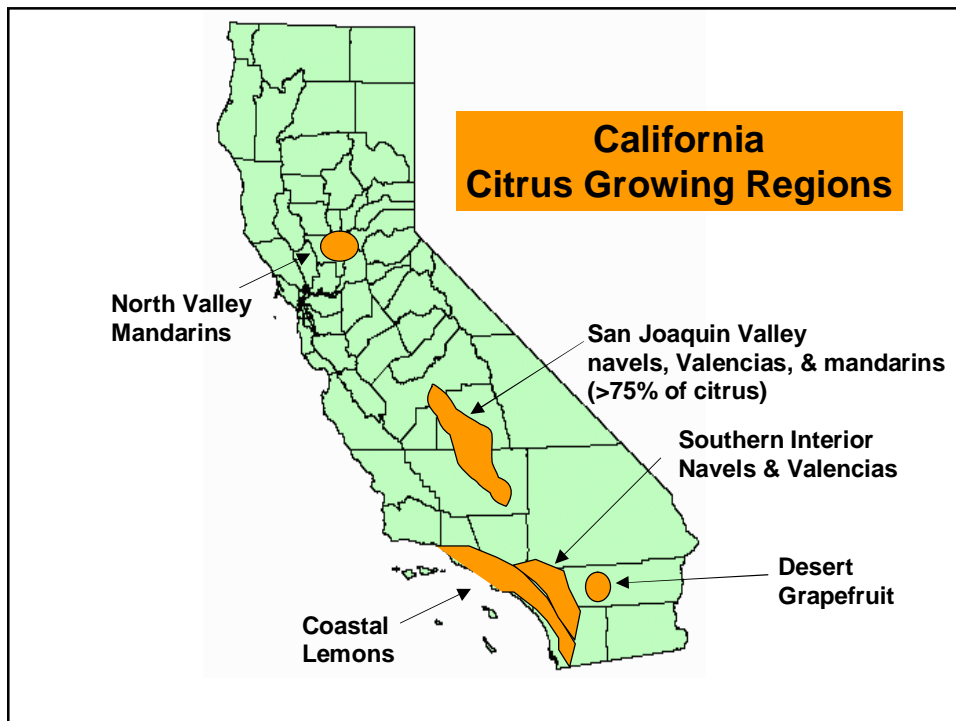 California
Citrus Growing Regions
North Valley
Mandarins
San Joaquin Valley
navels, Valencias, & mandarins
(>75% of citrus)
Southern Interior
Navels & Valencias
Desert
Grapefruit
Coastal
Lemons